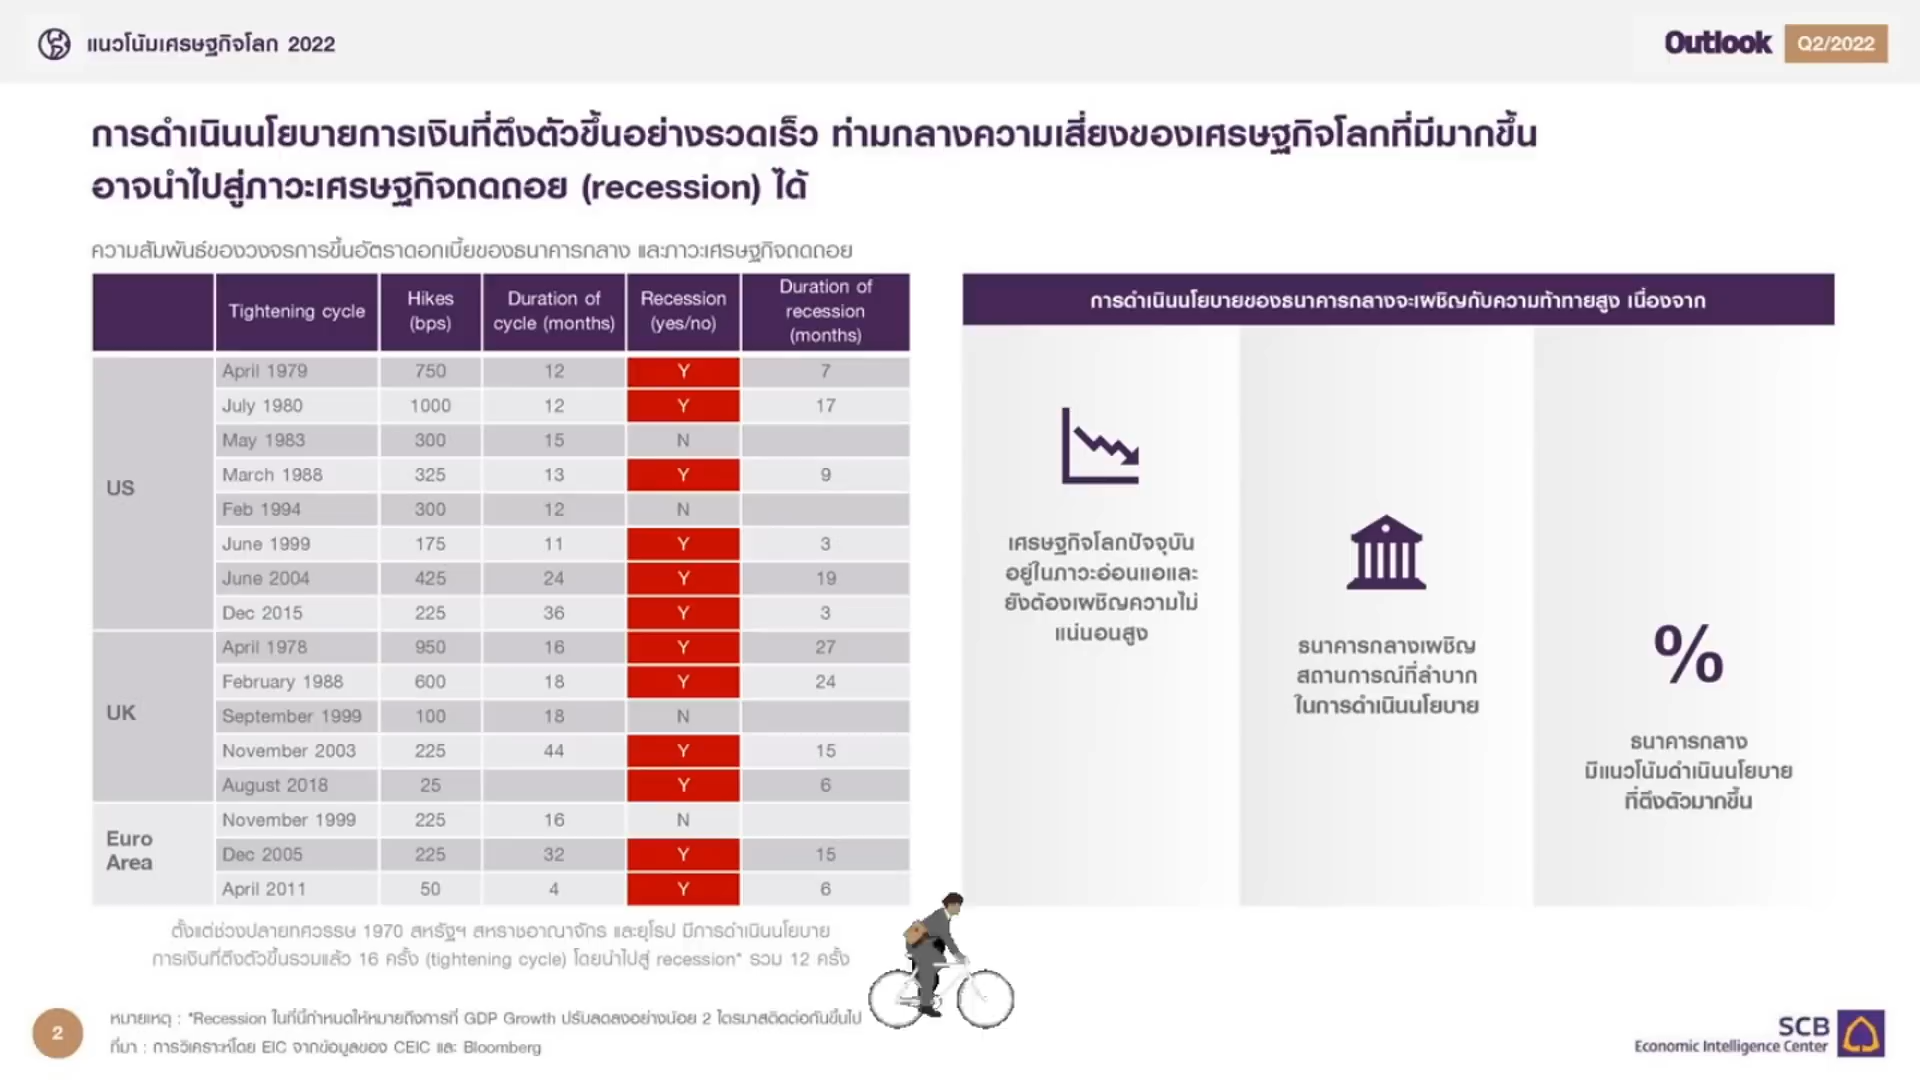 แนวโน้มเศรษฐกิจโลก 2022
Outlook Q2/2022
การดำเนินนโยบายการเงินที่ตึงตัวขึ้นอย่างรวดเร็ว ท่ามกลางความเสี่ยงของเศรษฐกิจโลกที่มีมากขึ้น
อาจนำไปสู่ภาวะเศรษฐกิจถดถอย (recession) ได้
ความสัมพันธ์ของวงจรการขึ้นอัตราดอกเบี้ยของธนาคารกลาง และภาวะเศรษฐกิจถดถอย
Tightening cycle | Hikes (bps) | Duration of cycle (months) | Recession (yes/no) | Duration of recession (months)
US
April 1979 750 12 Y 7
July 1980 1000 12 Y 17
May 1983 300 15 N
March 1988 325 13 Y 9
Feb 1994 300 12 N
June 1999 175 11 Y 3
June 2004 425 24 Y 19
Dec 2015 225 36 Y 3
UK
April 1978 950 16 Y 27
February 1988 600 18 Y 24
September 1999 100 18 N
November 2003 225 44 Y 15
August 2018 25 Y 6
Euro
Area
November 1999 225 16 N
Dec 2005 225 32 Y 15
April 2011 50 4 Y 6
ตั้งแต่ช่วงปลายทศวรรษ 1970 สหรัฐฯ สหราชอาณาจักร และยุโรป มีการดำเนินนโยบาย
การเงินที่ตึงตัวขึ้นรวมแล้ว 16 ครั้ง (tightening cycle) โดยนำไปสู่ recession* รวม 12 ครั้ง
การดำเนินนโยบายของธนาคารกลางจะเผชิญกับความท้าทายสูง เนื่องจาก
เศรษฐกิจโลกปัจจุบัน
อยู่ในภาวะอ่อนแอและ
ยังต้องเผชิญความไม่
แน่นอนสูง
ธนาคารกลางเผชิญ
สถานการณ์ที่ลำบาก
ในการดำเนินนโยบาย
%
ธนาคารกลาง
มีแนวโน้มดำเนินนโยบาย
ที่ตึงตัวมากขึ้น
2
หมายเหตุ : *Recession ในที่นี้กำหนดให้หมายถึงการที่ GDP Growth ปรับลดลงอย่างน้อย 2 ไตรมาสติดต่อกันขึ้นไป
ที่มา : การวิเคราะห์โดย EIC จากข้อมูลของ CEIC และ Bloomberg
SCB
Economic Intelligence Center